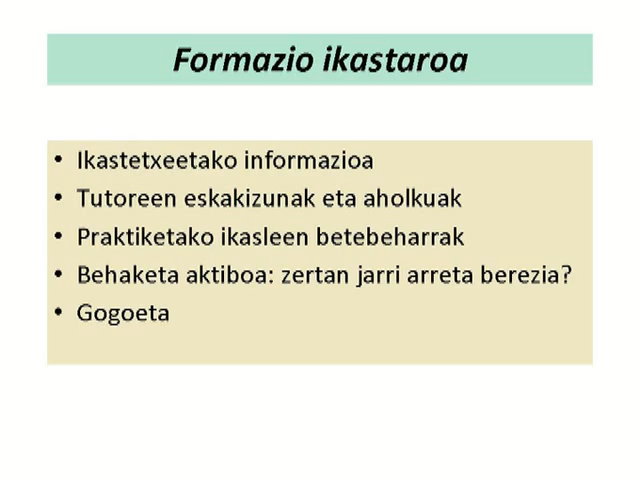 Formazio ikastaroa
• Ikastetxeetako informazioa
• Tutoreen eskakizunak eta aholkuak
• Praktiketako ikasleen betebeharrak
• Behaketa aktiboa: zertan jarri arreta berezia?
• Gogoeta